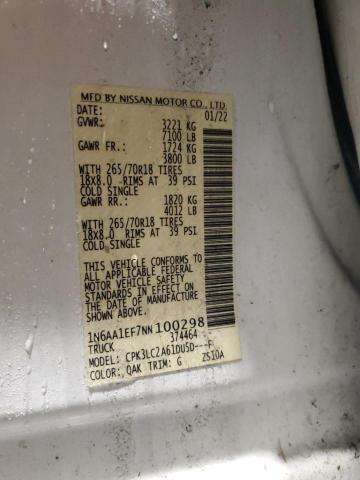 MFD BY NISSAN MOTOR CO., LTD.
DATE: 01/22
GVWR: 3221 KG
7100 LB
GAWR FR.: 1724 KG
3800 LB
WITH 265/70R18 TIRES
18X8.0 RIMS AT 39 PSI
COLD SINGLE
GAWR RR.: 1820 KG
4012 LB
WITH 265/70R18 TIRES
18X8.0 RIMS AT 39 PSI
COLD SINGLE
THIS VEHICLE CONFORMS TO
ALL APPLICABLE FEDERAL
MOTOR VEHICLE SAFETY
STANDARDS IN EFFECT
ON THE DATE OF MANUFACTURE
SHOWN ABOVE.
1N6AA1EF7NN100298
374464
TRUCK
MODEL: CPK3LC2A61DUSD---F
COLOR: QAK TRIM: G ZS10A